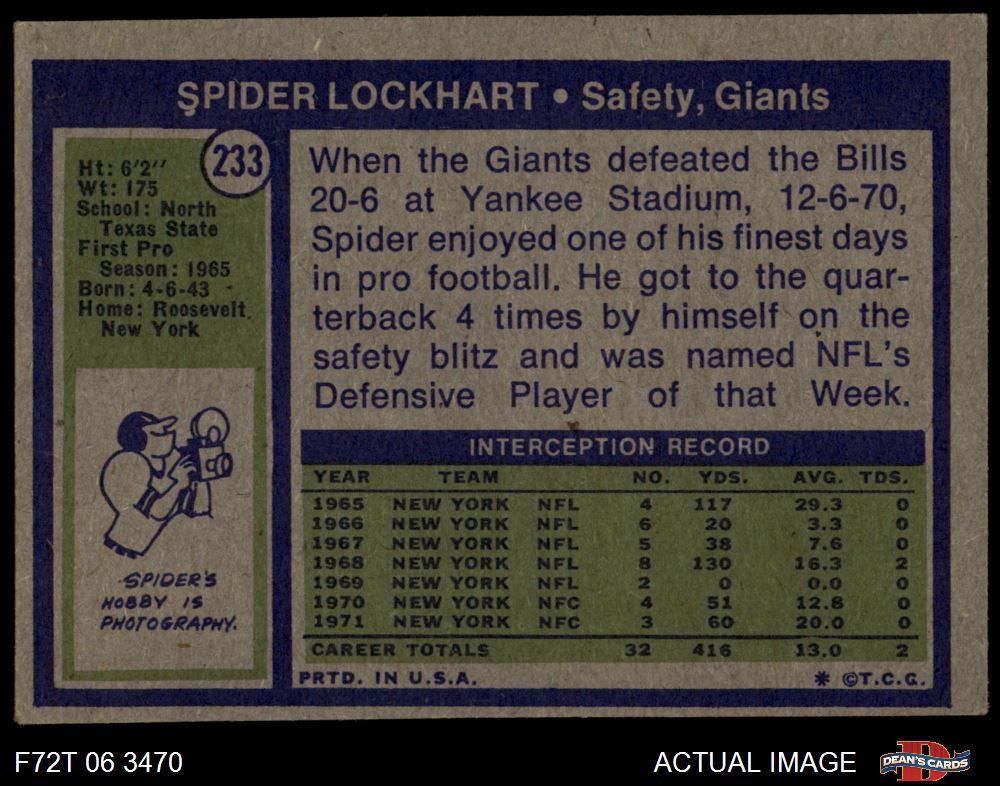 SPIDER LOCKHART • Safety, Giants
233
Ht: 6'2''
Wt: 175
School: North
Texas State
First Pro
Season: 1965
Born: 4-6-43
Home: Roosevelt,
New York
When the Giants defeated the Bills
20-6 at Yankee Stadium, 12-6-70,
Spider enjoyed one of his finest days
in pro football. He got to the quar-
terback 4 times by himself on the
safety blitz and was named NFL's
Defensive Player of that Week.
SPIDER'S
HOBBY IS
PHOTOGRAPHY.
INTERCEPTION RECORD
YEAR TEAM NO. YDS. AVG. TDS.
1965 NEW YORK NFL 4 117 29.3 0
1966 NEW YORK NFL 6 20 3.3 0
1967 NEW YORK NFL 5 38 7.6 0
1968 NEW YORK NFL 8 130 16.3 2
1969 NEW YORK NFL 2 0 0.0 0
1970 NEW YORK NFC 4 51 12.8 0
1971 NEW YORK NFC 3 60 20.0 0
CAREER TOTALS 32 416 13.0 2
PRTD. IN U.S.A. * ©T.C.G.
F72T 06 3470
ACTUAL IMAGE
DEAN'S CARDS